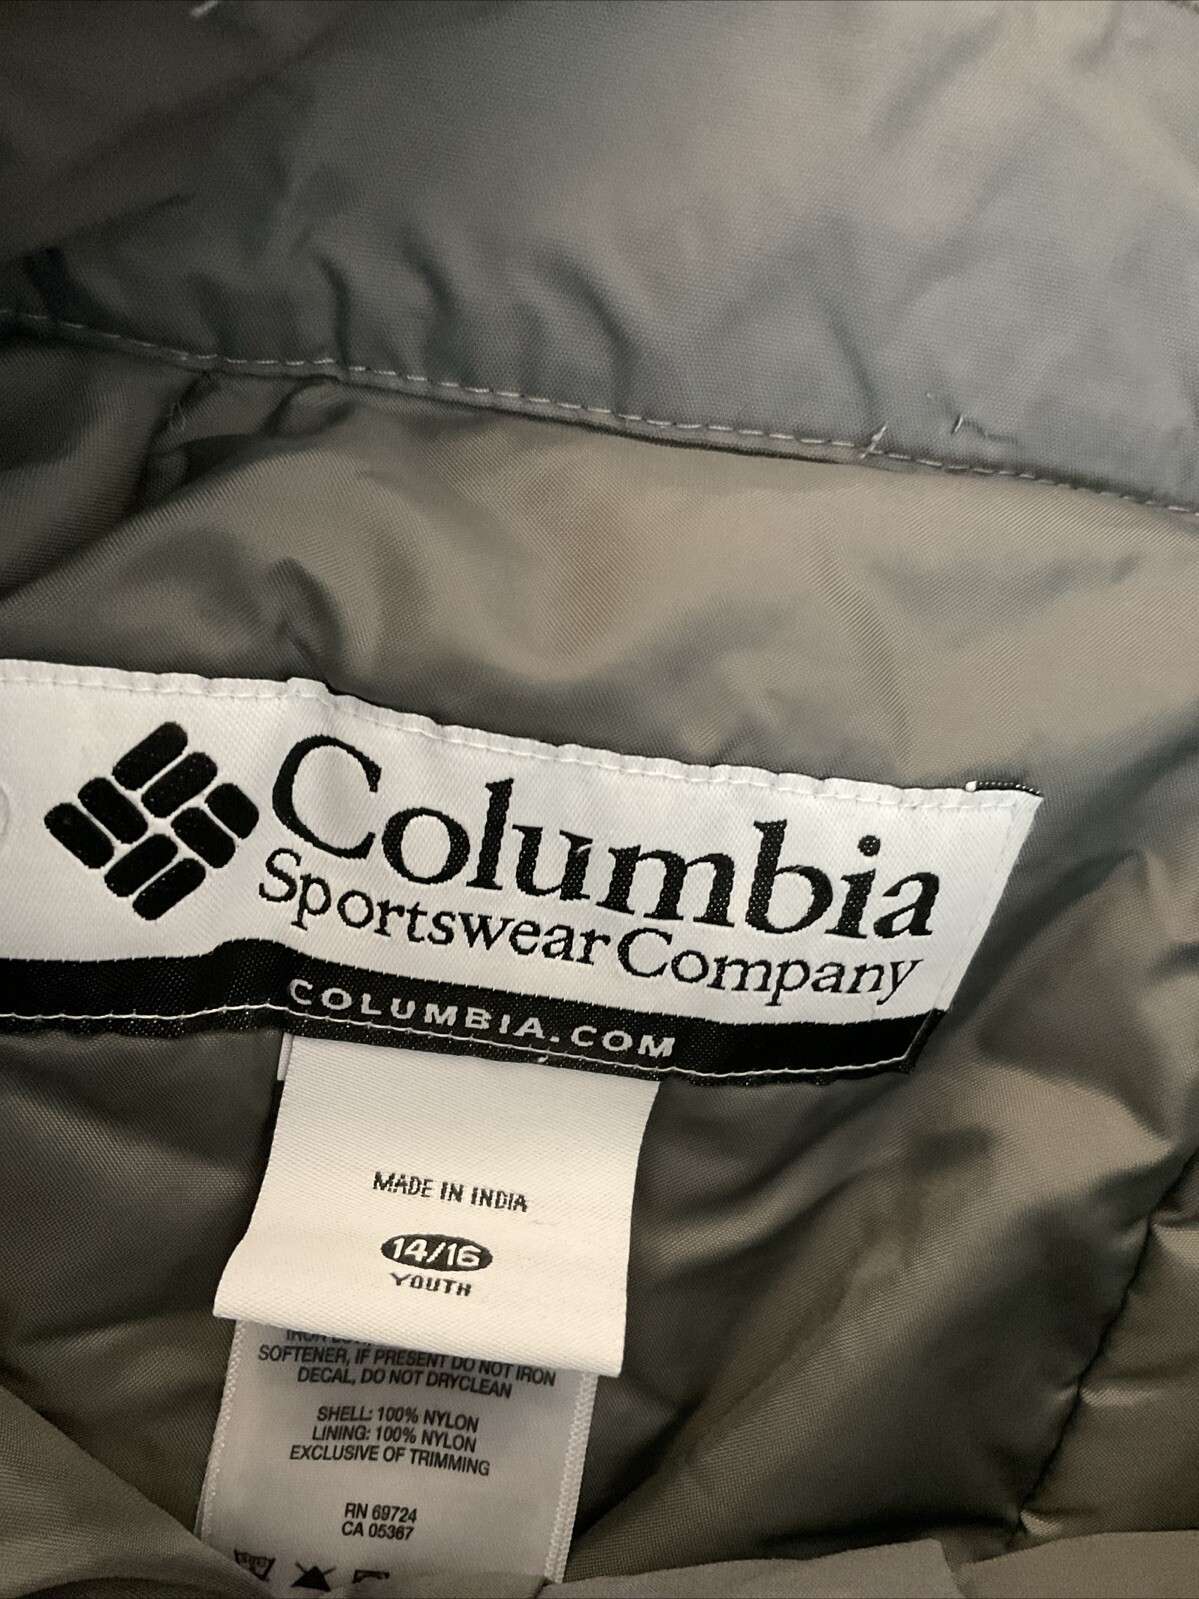 Columbia
Sportswear Company
COLUMBIA.COM
MADE IN INDIA
14/16
YOUTH
IRON
SOFTENER, IF PRESENT DO NOT IRON
DECAL, DO NOT DRYCLEAN
SHELL: 100% NYLON
LINING: 100% NYLON
EXCLUSIVE OF TRIMMING
RN 69724
CA 05367